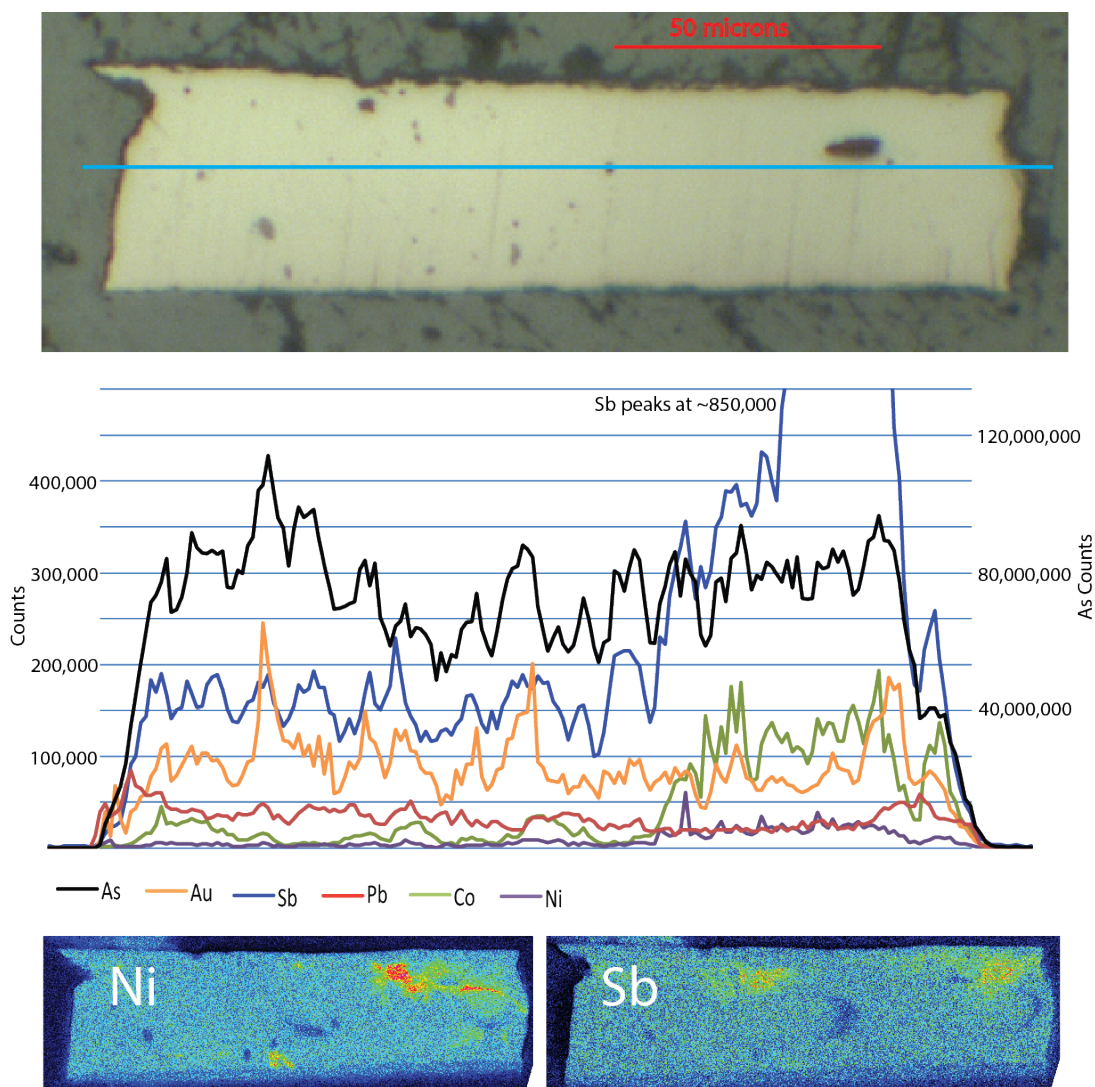 50 microns
Sb peaks at ~850,000
120,000,000
400,000
300,000
80,000,000
Counts
As Counts
200,000
40,000,000
100,000
As Au Sb Pb Co Ni
Ni Sb